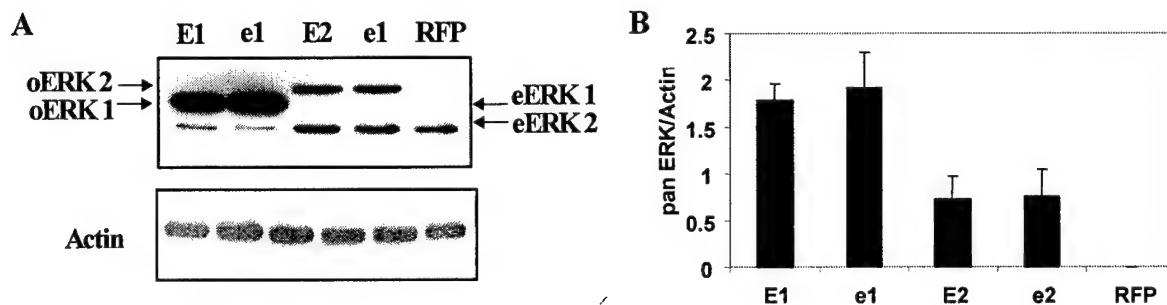 A
E1 e1 E2 e1 RFP
oERK 2
oERK 1
eERK 1
eERK 2
Actin
B
pan ERK/Actin
2.5
2
1.5
1
0.5
0
E1 e1 E2 e2 RFP